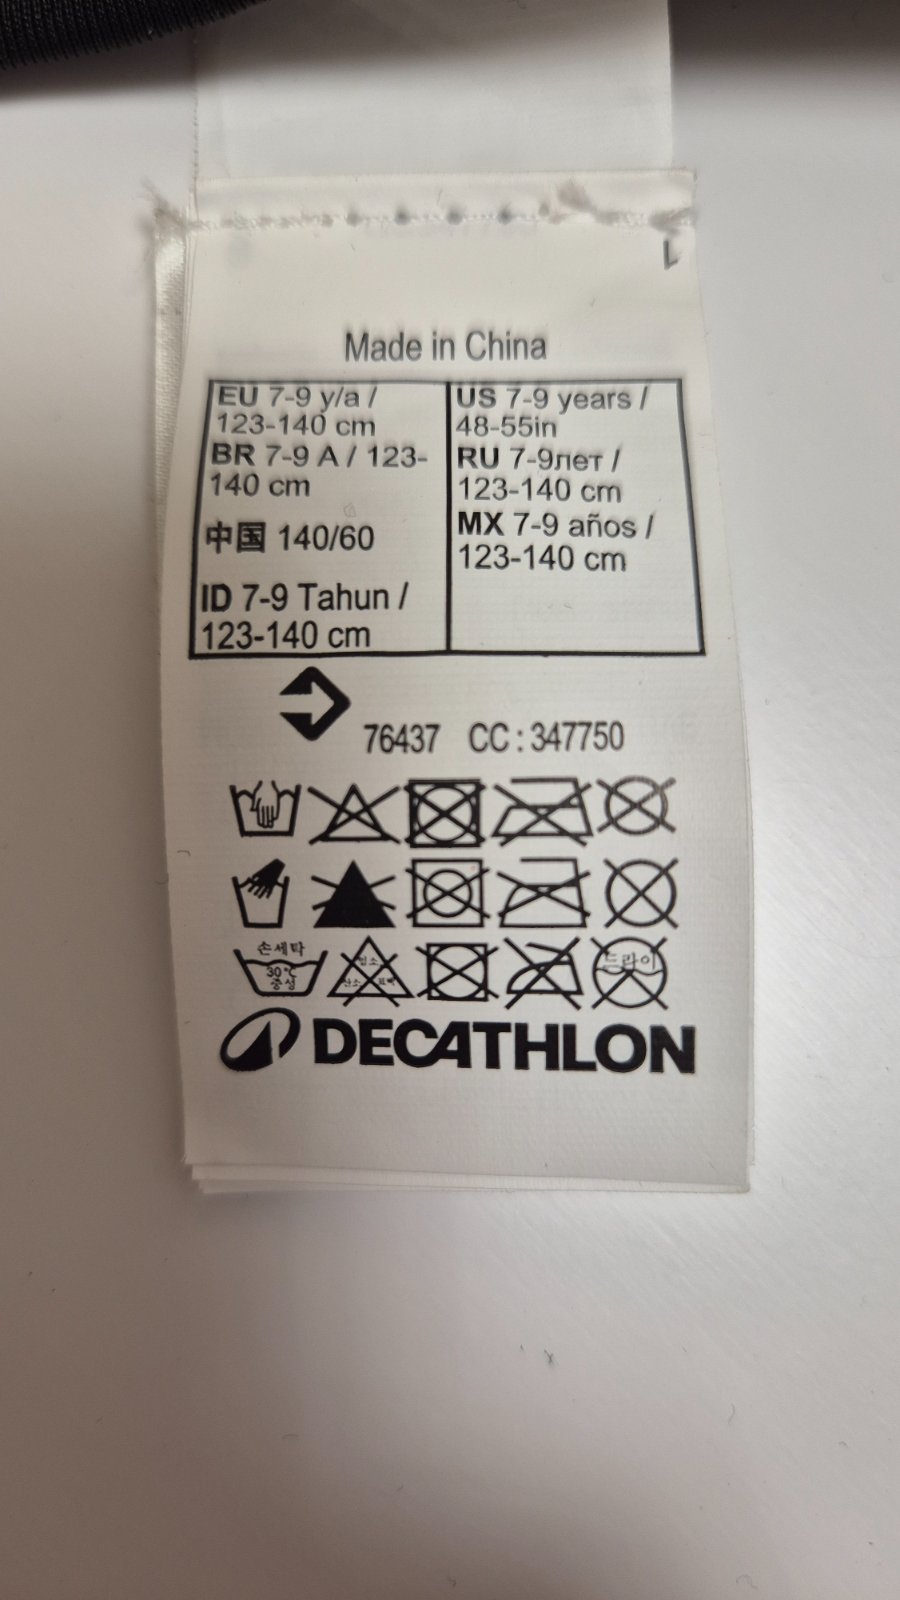 Made in China
EU 7-9 y/a /
123-140 cm
BR 7-9 A / 123-
140 cm
中国 140/60
ID 7-9 Tahun /
123-140 cm
US 7-9 years /
48-55in
RU 7-9лет /
123-140 cm
MX 7-9 años /
123-140 cm
76437 CC : 347750
손세탁
30°C
중성
드라이
DECATHLON